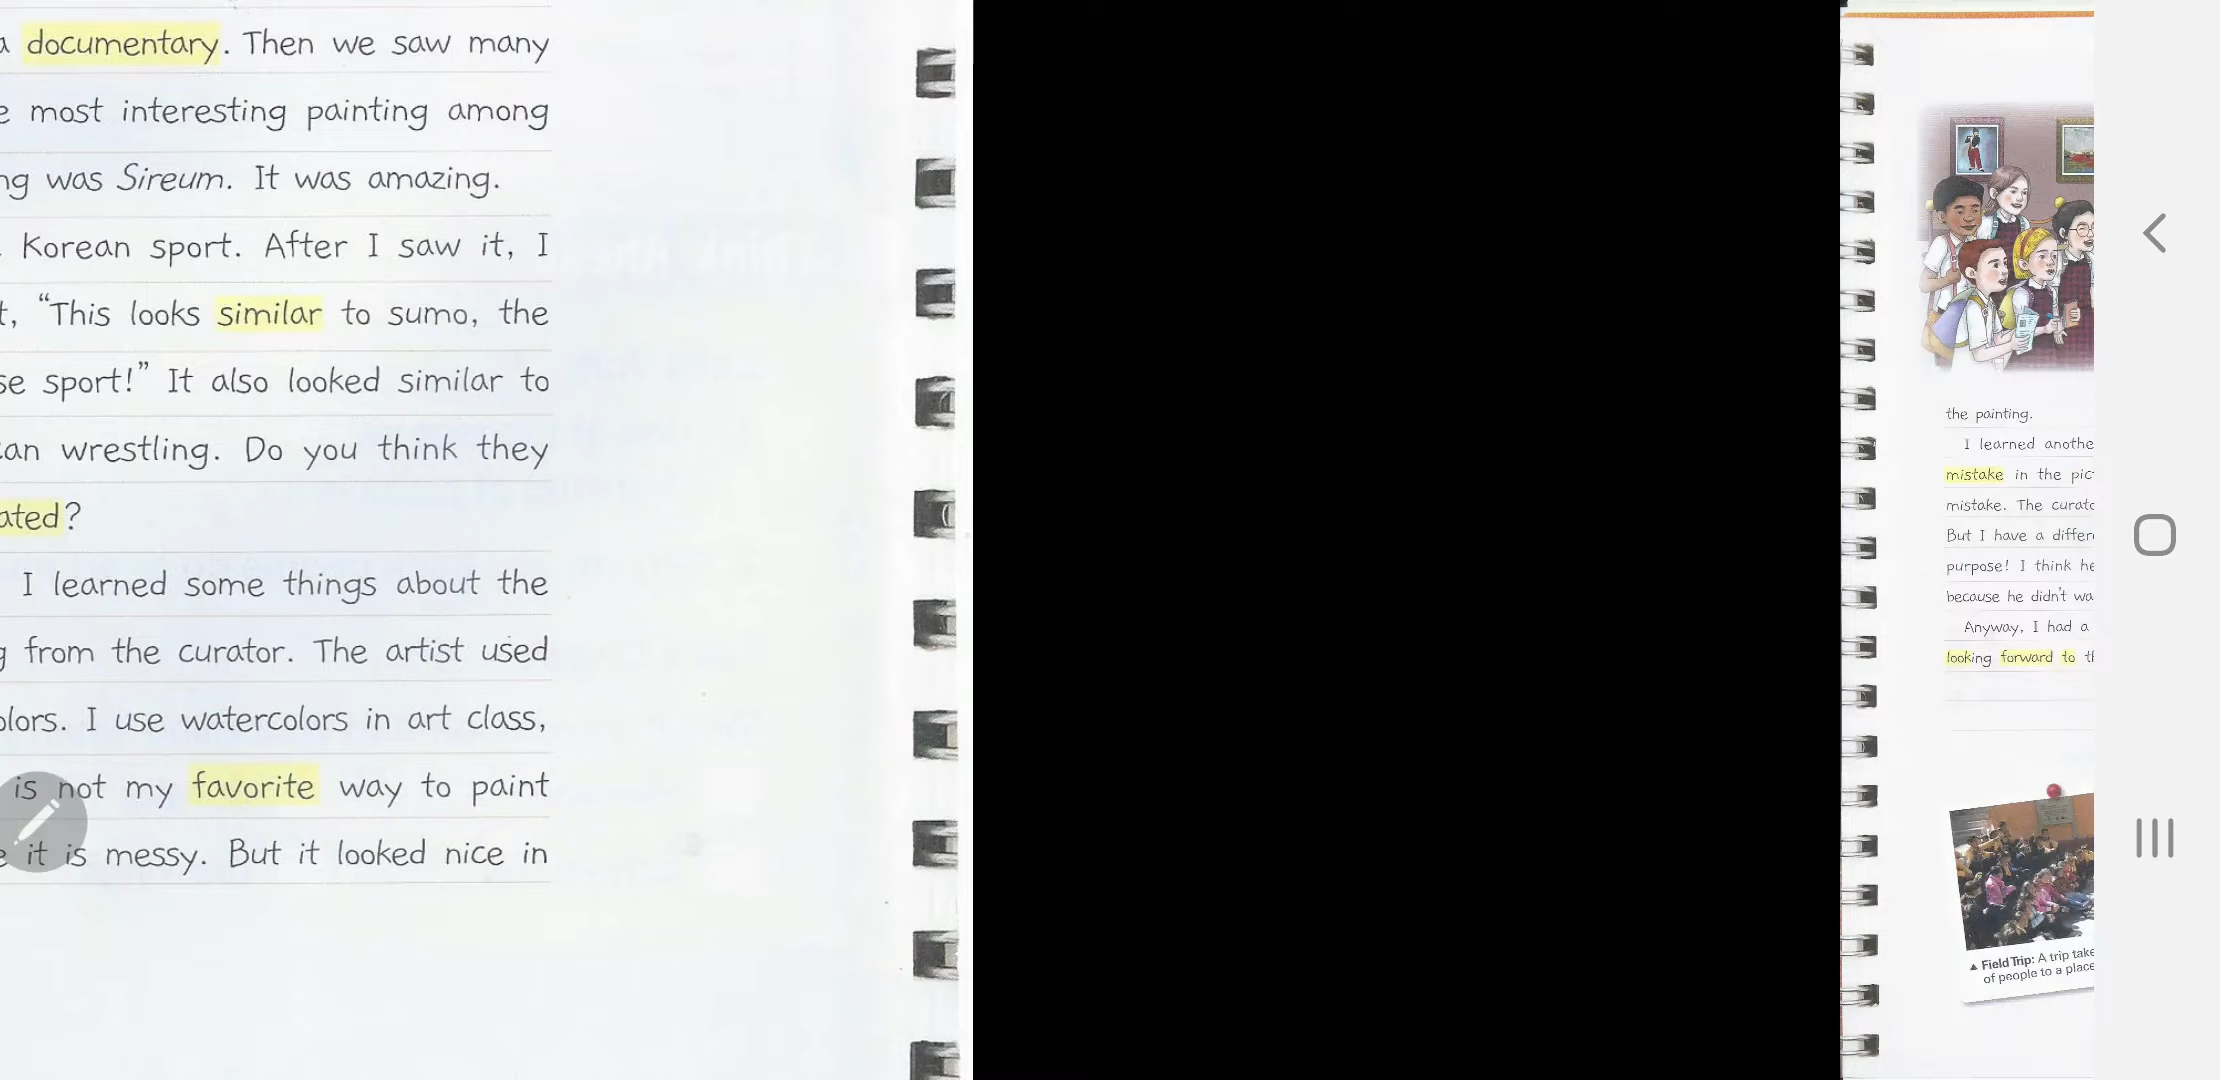 documentary. Then we saw many
most interesting painting among
was Sireum. It was amazing.
Korean sport. After I saw it, I
"This looks similar to sumo, the
sport!" It also looked similar to
wrestling. Do you think they
?
I learned some things about the
from the curator. The artist used
I use watercolors in art class,
is not my favorite way to paint
it is messy. But it looked nice in
the painting.
I learned
mistake in the
mistake. The
But I have a
purpose! I think he
because he didn't
Anyway, I had a
looking forward to
▲ Field Trip: A trip
of people to a place